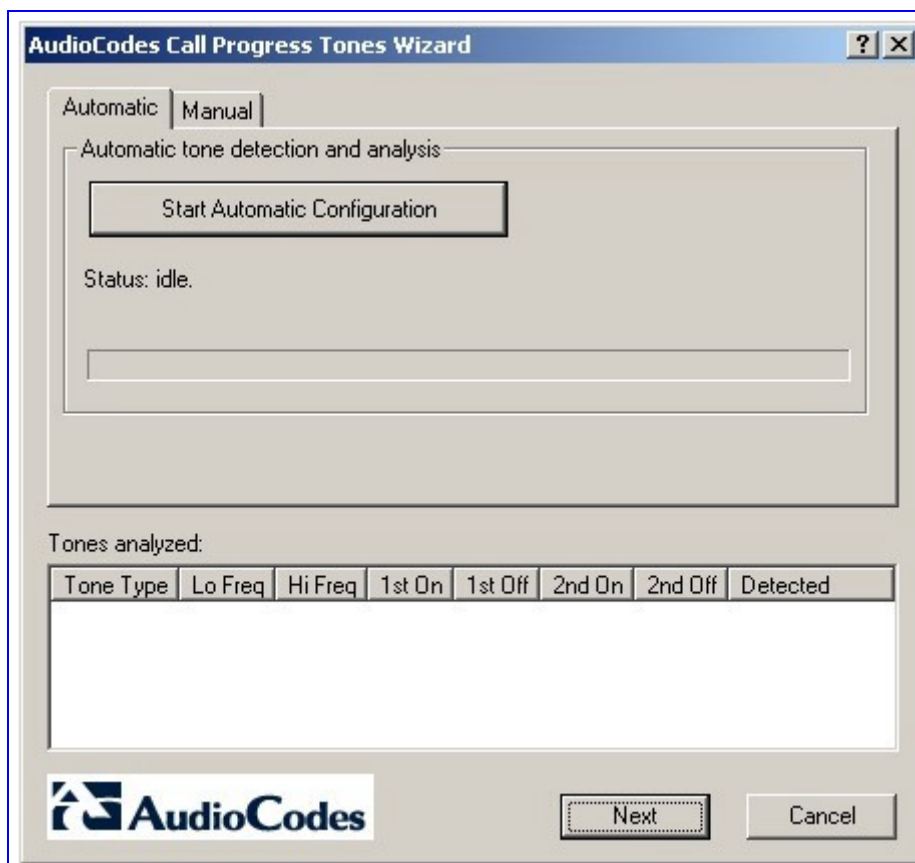 AudioCodes Call Progress Tones Wizard
Automatic Manual
Automatic tone detection and analysis
Start Automatic Configuration
Status: idle.
Tones analyzed:
Tone Type Lo Freq Hi Freq 1st On 1st Off 2nd On 2nd Off Detected
AudioCodes Next Cancel